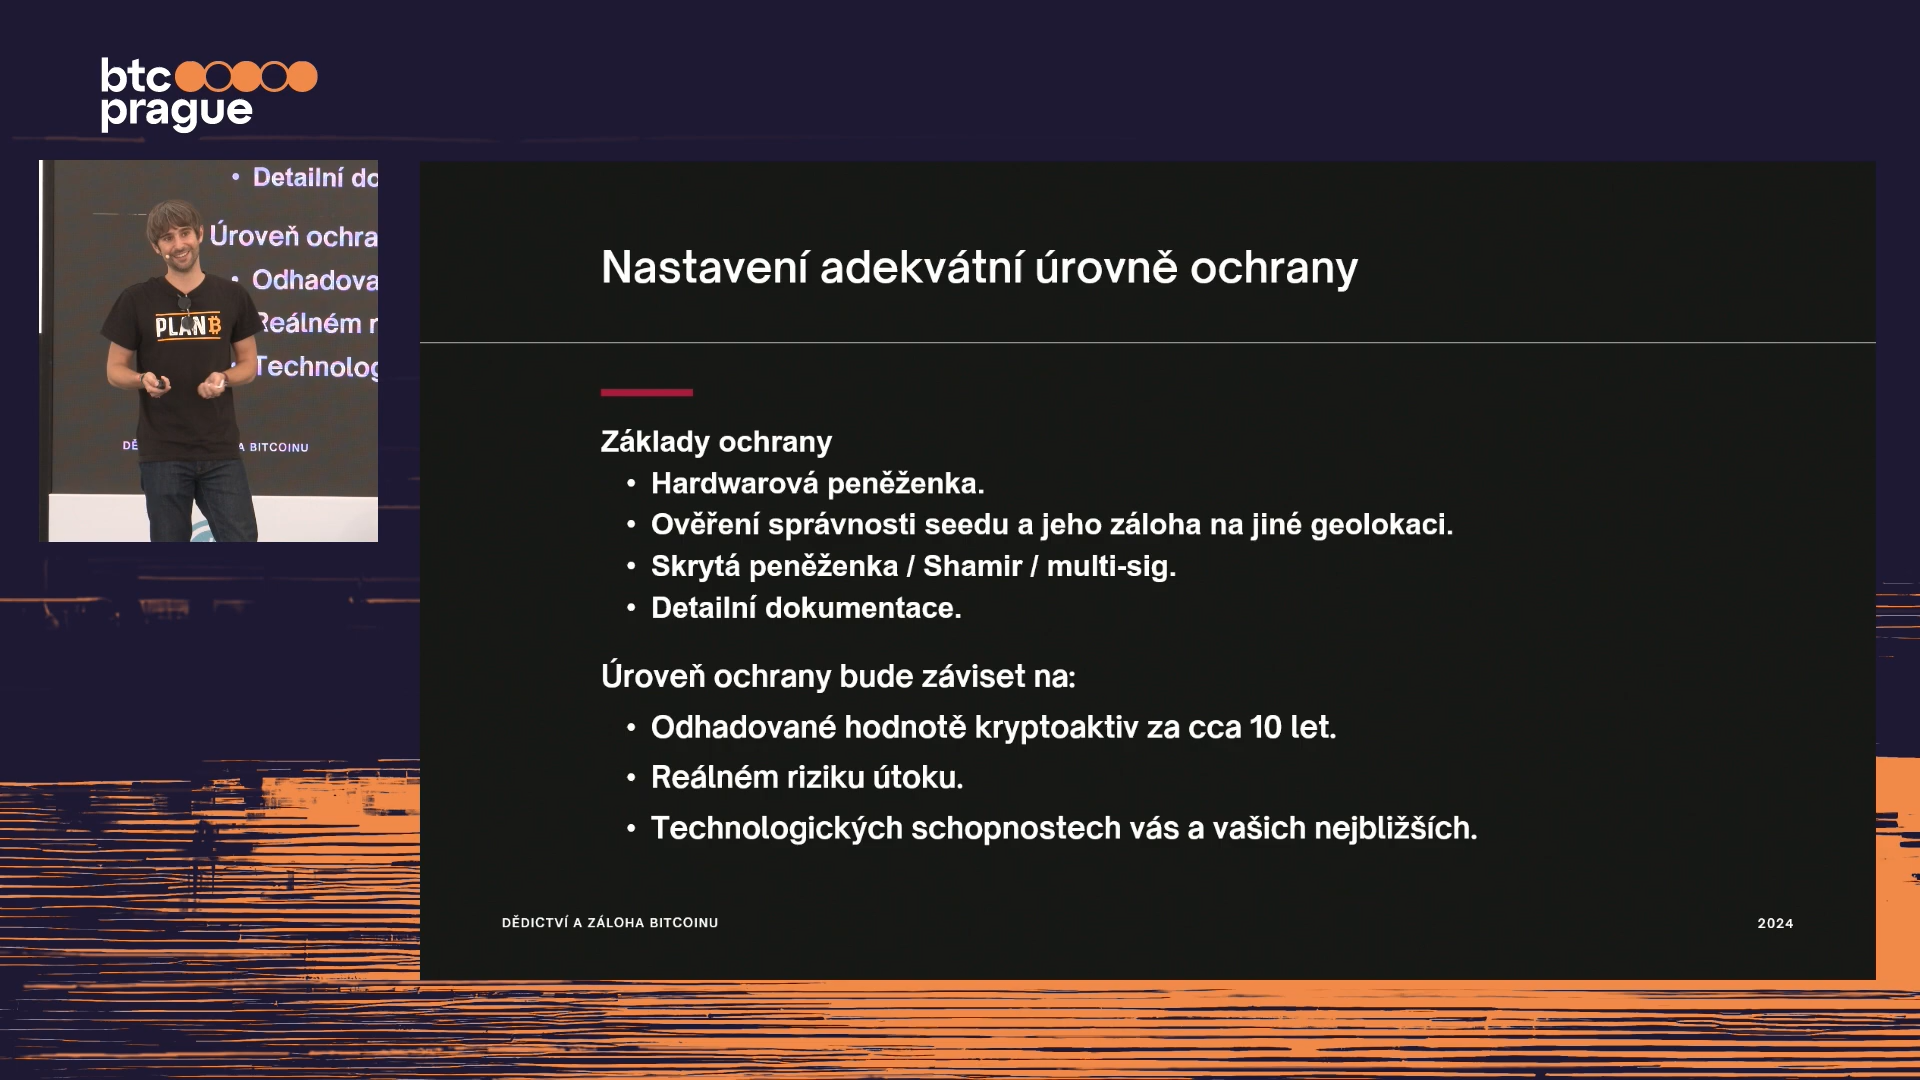 btc
prague
Detailní do
Úroveň ochra
Odhadova
Reálném r
Technolog
PLAN₿
DĚ A BITCOINU
Nastavení adekvátní úrovně ochrany
Základy ochrany
• Hardwarová peněženka.
• Ověření správnosti seedu a jeho záloha na jiné geolokaci.
• Skrytá peněženka / Shamir / multi-sig.
• Detailní dokumentace.
Úroveň ochrany bude záviset na:
• Odhadované hodnotě kryptoaktiv za cca 10 let.
• Reálném riziku útoku.
• Technologických schopnostech vás a vašich nejbližších.
DĚDICTVÍ A ZÁLOHA BITCOINU
2024